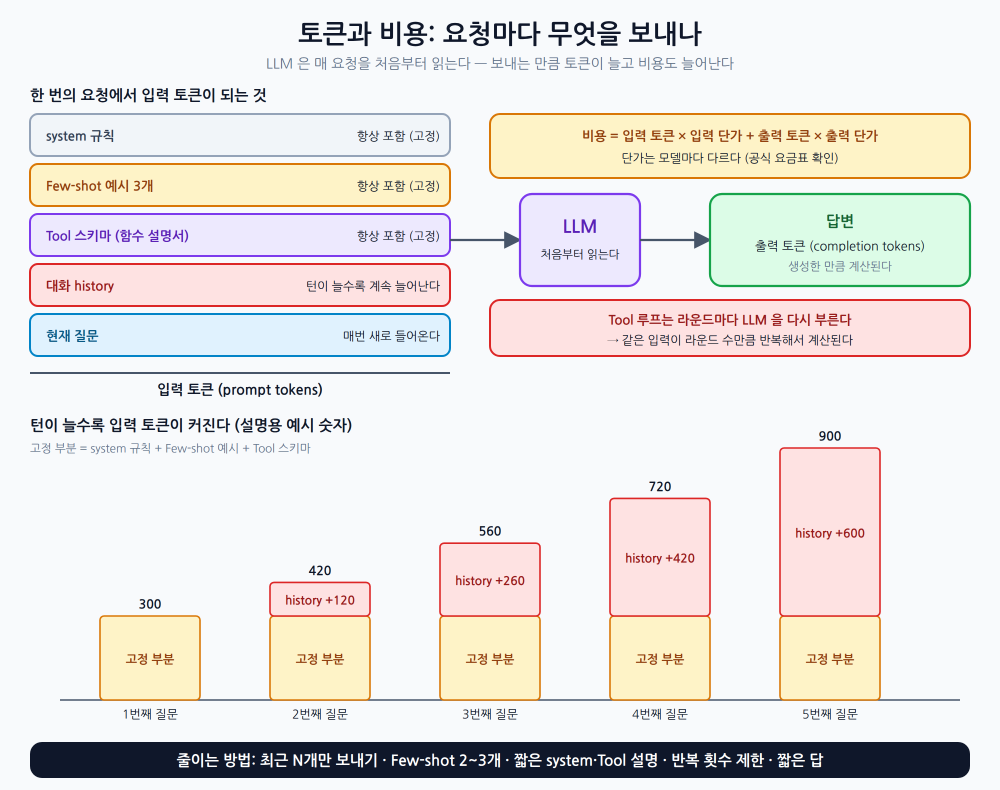 토큰과 비용: 요청마다 무엇을 보내나
LLM 은 매 요청을 처음부터 읽는다 — 보내는 만큼 토큰이 늘고 비용도 늘어난다
한 번의 요청에서 입력 토큰이 되는 것
system 규칙 항상 포함 (고정)
Few-shot 예시 3개 항상 포함 (고정)
Tool 스키마 (함수 설명서) 항상 포함 (고정)
대화 history 턴이 늘수록 계속 늘어난다
현재 질문 매번 새로 들어온다
입력 토큰 (prompt tokens)
비용 = 입력 토큰 × 입력 단가 + 출력 토큰 × 출력 단가
단가는 모델마다 다르다 (공식 요금표 확인)
LLM
처음부터 읽는다
답변
출력 토큰 (completion tokens)
생성한 만큼 계산된다
Tool 루프는 라운드마다 LLM 을 다시 부른다
→ 같은 입력이 라운드 수만큼 반복해서 계산된다
턴이 늘수록 입력 토큰이 커진다 (설명용 예시 숫자)
고정 부분 = system 규칙 + Few-shot 예시 + Tool 스키마
300
고정 부분
1번째 질문
420
history +120
고정 부분
2번째 질문
560
history +260
고정 부분
3번째 질문
720
history +420
고정 부분
4번째 질문
900
history +600
고정 부분
5번째 질문
줄이는 방법: 최근 N개만 보내기 · Few-shot 2~3개 · 짧은 system·Tool 설명 · 반복 횟수 제한 · 짧은 답